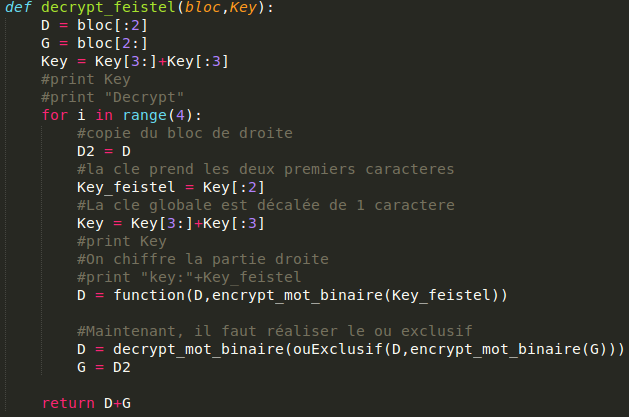 def decrypt_feistel(bloc,Key):
    D = bloc[:2]
    G = bloc[2:]
    Key = Key[3:]+Key[:3]
    #print Key
    #print "Decrypt"
    for i in range(4):
        #copie du bloc de droite
        D2 = D
        #la cle prend les deux premiers caracteres
        Key_feistel = Key[:2]
        #La cle globale est décalée de 1 caractere
        Key = Key[3:]+Key[:3]
        #print Key
        #On chiffre la partie droite
        #print "key:"+Key_feistel
        D = function(D,encrypt_mot_binaire(Key_feistel))

        #Maintenant, il faut réaliser le ou exclusif
        D = decrypt_mot_binaire(ouExclusif(D,encrypt_mot_binaire(G)))
        G = D2

    return D+G